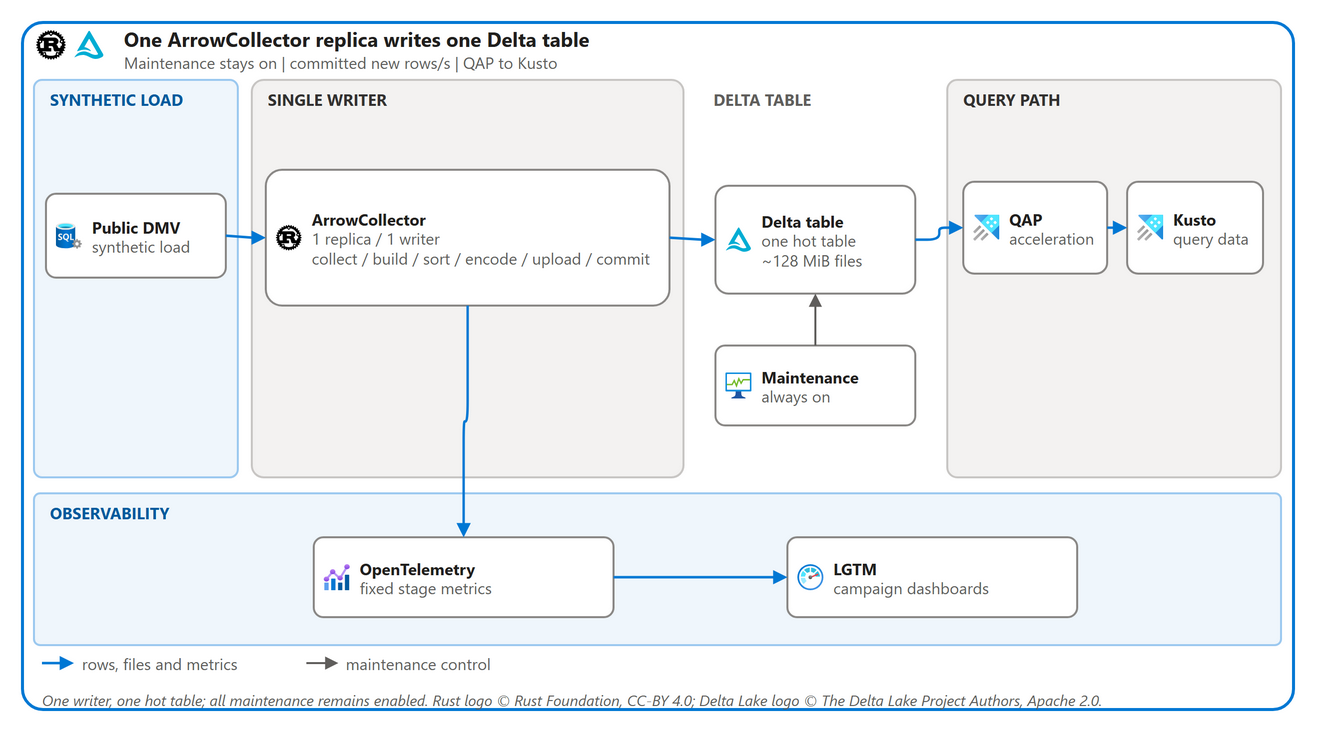 One ArrowCollector replica writes one Delta table
Maintenance stays on | committed new rows/s | QAP to Kusto
SYNTHETIC LOAD
SINGLE WRITER
DELTA TABLE
QUERY PATH
SQL
Public DMV
synthetic load
R
ArrowCollector
1 replica / 1 writer
collect / build / sort / encode / upload / commit
Delta table
one hot table
~128 MiB files
QAP
acceleration
Kusto
query data
Maintenance
always on
OBSERVABILITY
OpenTelemetry
fixed stage metrics
LGTM
campaign dashboards
rows, files and metrics
maintenance control
One writer, one hot table; all maintenance remains enabled. Rust logo © Rust Foundation, CC-BY 4.0; Delta Lake logo © The Delta Lake Project Authors, Apache 2.0.